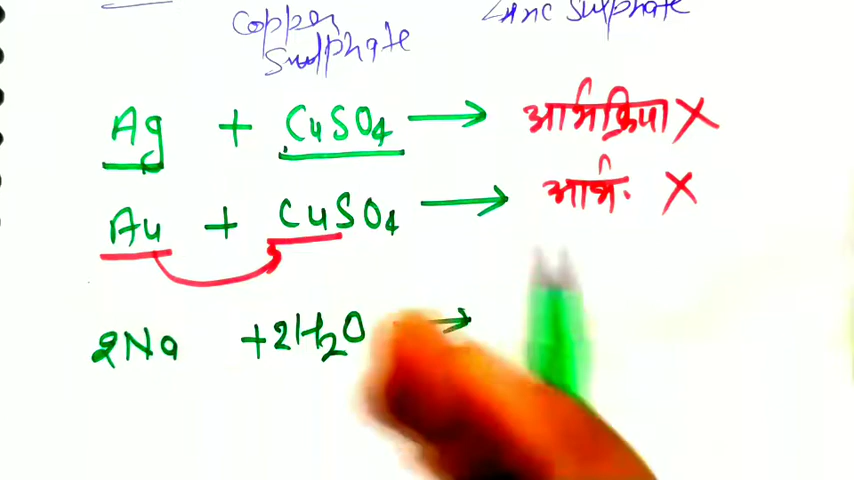 Copper Zinc Sulphate
Sulphate
Ag + CuSO4 → अभिक्रिया ×
Au + CuSO4 → अभि. ×
2Na + 2H2O →